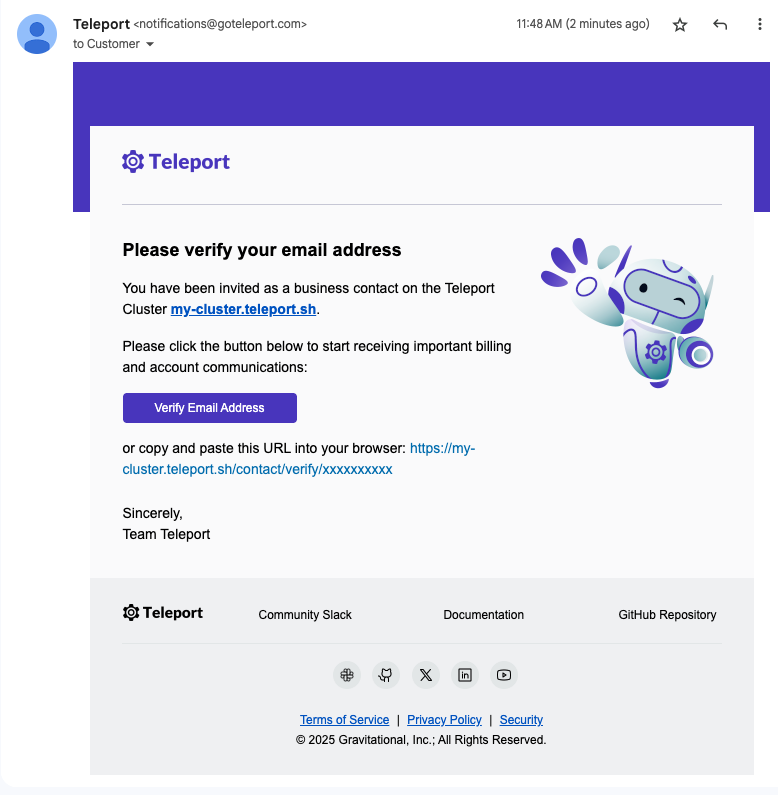 Teleport <notifications@goteleport.com>
11:48 AM (2 minutes ago)
to Customer
Teleport
Please verify your email address
You have been invited as a business contact on the Teleport
Cluster my-cluster.teleport.sh.
Please click the button below to start receiving important billing
and account communications:
Verify Email Address
or copy and paste this URL into your browser: https://my-
cluster.teleport.sh/contact/verify/xxxxxxxxxx
Sincerely,
Team Teleport
Teleport
Community Slack
Documentation
GitHub Repository
Terms of Service | Privacy Policy | Security
© 2025 Gravitational, Inc.; All Rights Reserved.